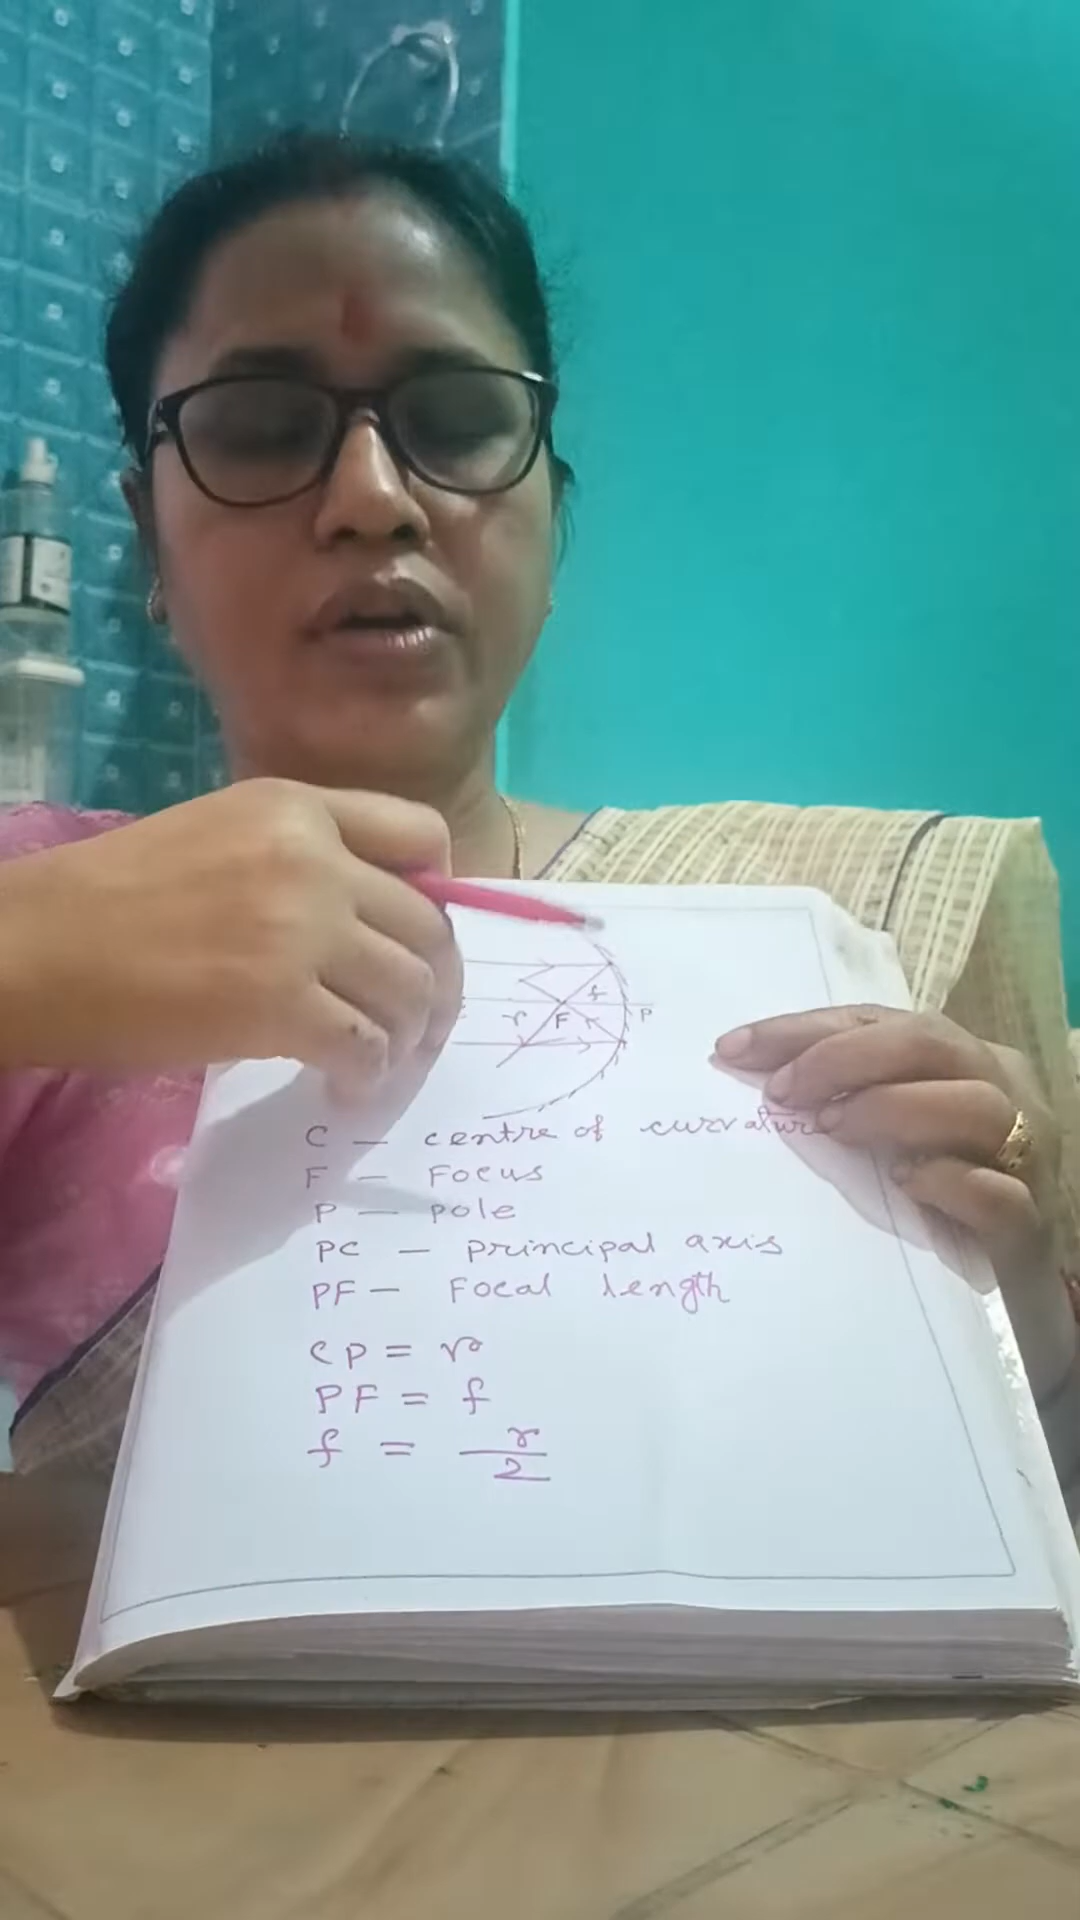 f
r F P
C — centre of curvature
F — Focus
P — pole
PC — principal axis
PF — Focal length
CP = r
PF = f
f = r/2